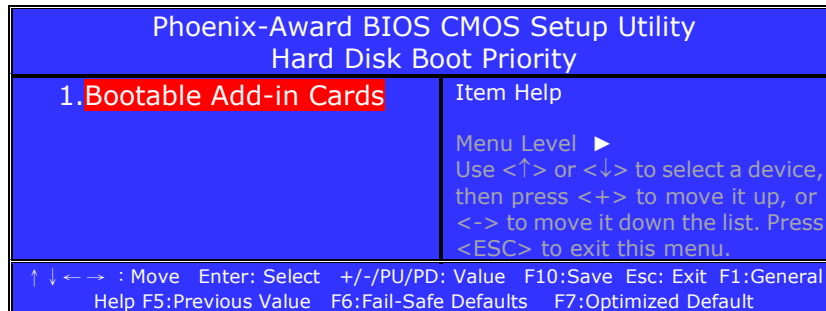 Phoenix-Award BIOS CMOS Setup Utility
Hard Disk Boot Priority
1.Bootable Add-in Cards
Item Help
Menu Level ►
Use <↑> or <↓> to select a device,
then press <+> to move it up, or
<-> to move it down the list. Press
<ESC> to exit this menu.
↑↓←→ : Move Enter: Select +/-/PU/PD: Value F10:Save Esc: Exit F1:General
Help F5:Previous Value F6:Fail-Safe Defaults F7:Optimized Default